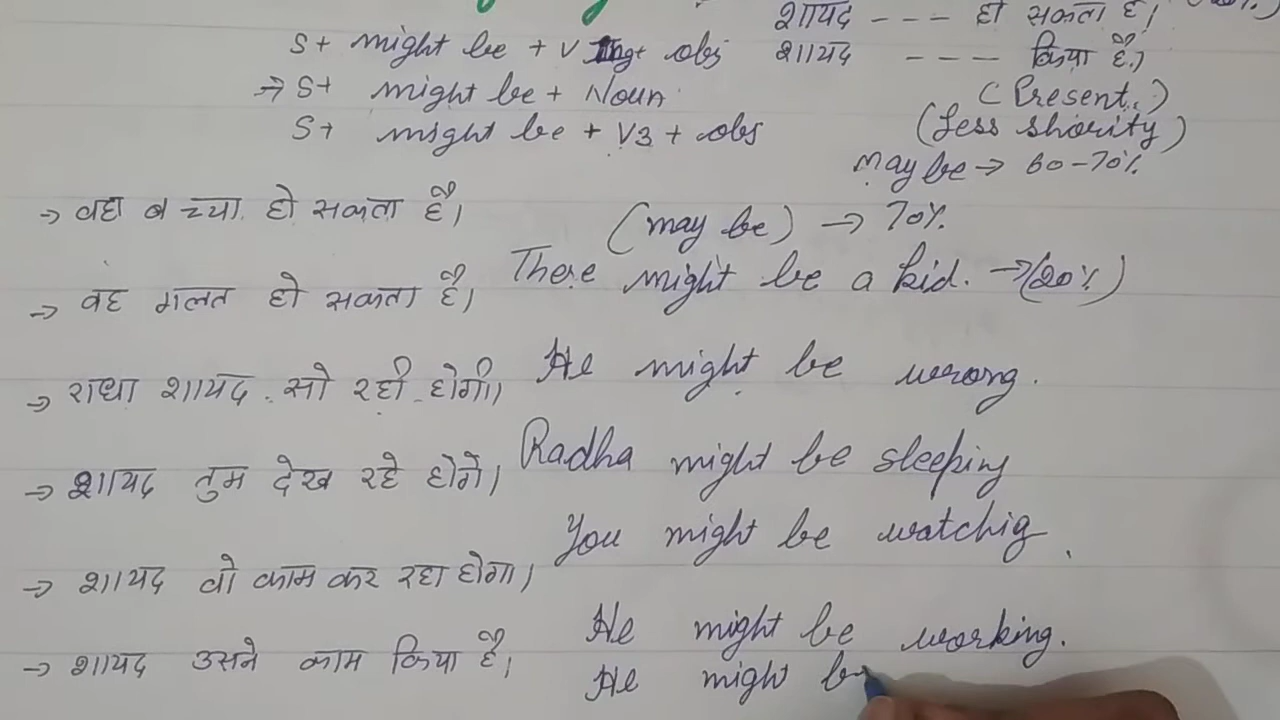 शायद --- हो सकता है।
S+ might be + V ing+ obj शायद ---- किया है।
→ S+ might be + Noun (Present.)
S+ might be + V3 + obj (Less shority)
May be → 60-70%
→ वहा बच्चा हो सकता है। (may be) → 70%
There might be a kid. → (20%)
→ वह गलत हो सकता है।
He might be wrong.
→ राधा शायद सो रही होगी।
Radha might be sleeping
→ शायद तुम देख रहे होगे।
You might be watchig.
→ शायद वो काम कर रहा होगा।
He might be working.
→ शायद उसने काम किया है।
He might be